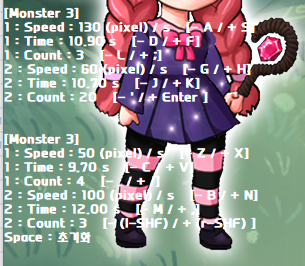 [Monster 3]
1 : Speed : 130 (pixel) / s [- A / + S]
1 : Time : 10.90 s [- D / + F]
1 : Count : 3 [- L / + ;]
2 : Speed : 60 (pixel) / s [- G / + H]
2 : Time : 10.70 s [- J / + K]
2 : Count : 20 [- ' / + Enter ]
[Monster 3]
1 : Speed : 50 (pixel) / s [- Z / + X]
1 : Time : 9.70 s [- C / + V]
1 : Count : 4 [- . / + / ]
2 : Speed : 100 (pixel) / s [- B / + N]
2 : Time : 12.00 s [- M / + ,]
2 : Count : 3 [- (l-SHF) / + (r-SHF) ]
Space : 초기화